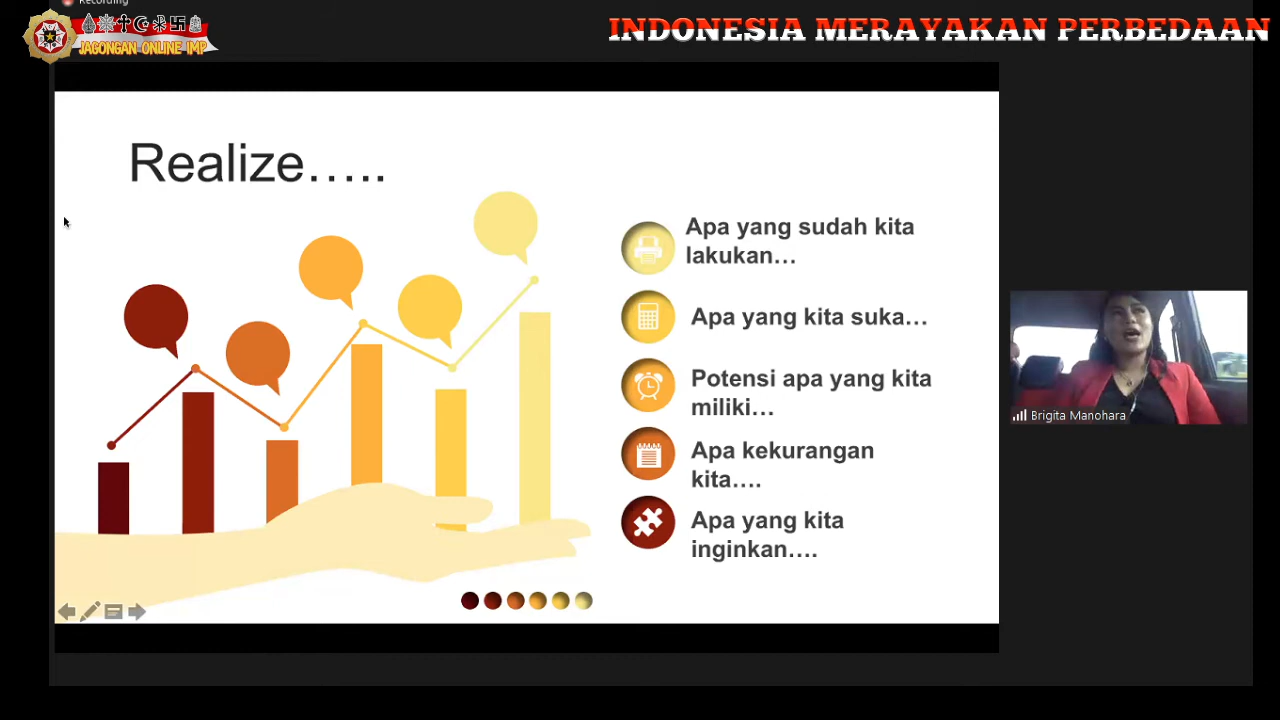 Recording
JAGONGAN ONLINE IMP
INDONESIA MERAYAKAN PERBEDAAN
Realize.....
Apa yang sudah kita
lakukan...
Apa yang kita suka...
Potensi apa yang kita
miliki...
Apa kekurangan
kita....
Apa yang kita
inginkan....
Brigita Manohara